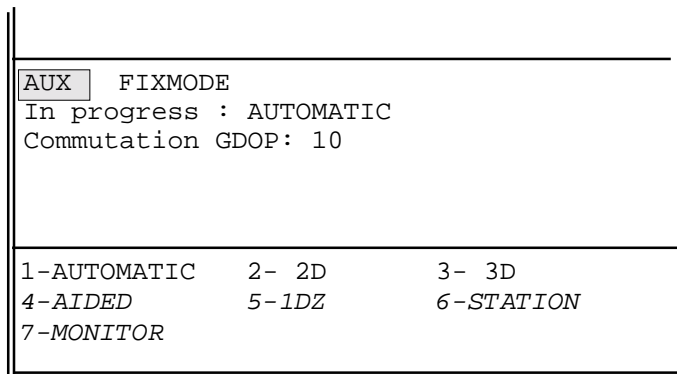 AUX FIXMODE
In progress : AUTOMATIC
Commutation GDOP: 10
1-AUTOMATIC 2- 2D 3- 3D
4-AIDED 5-1DZ 6-STATION
7-MONITOR